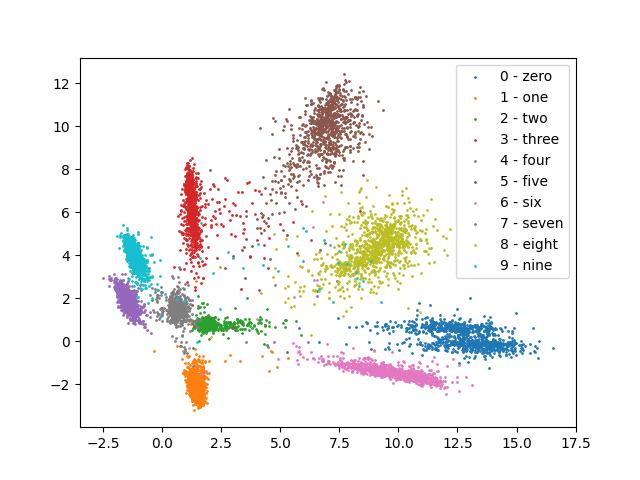 12
10
8
6
4
2
0
−2
−2.5 0.0 2.5 5.0 7.5 10.0 12.5 15.0 17.5
0 - zero
1 - one
2 - two
3 - three
4 - four
5 - five
6 - six
7 - seven
8 - eight
9 - nine